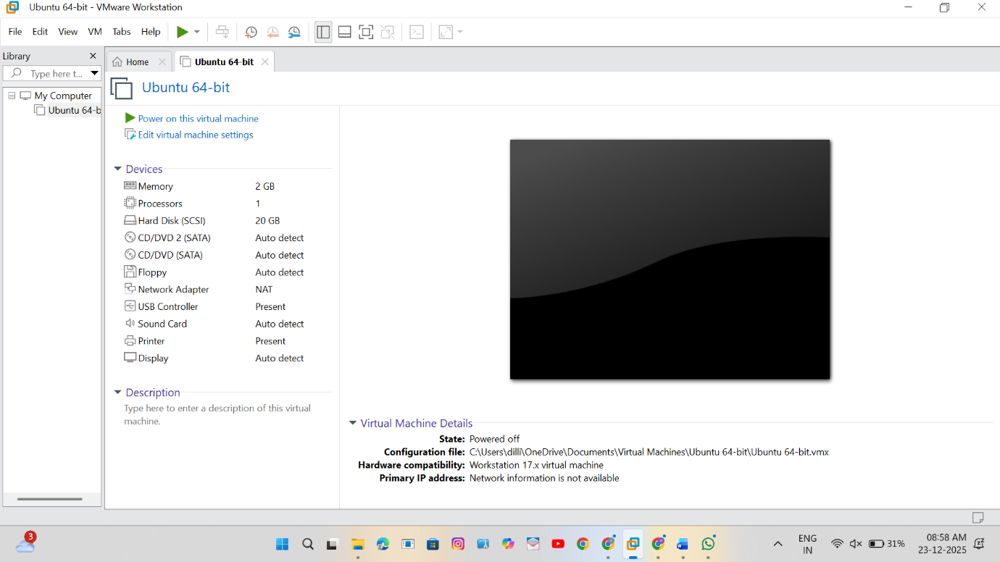 Ubuntu 64-bit - VMware Workstation
File Edit View VM Tabs Help
Library
Type here t...
My Computer
Ubuntu 64-b
Home
Ubuntu 64-bit
Ubuntu 64-bit
Power on this virtual machine
Edit virtual machine settings
Devices
Memory 2 GB
Processors 1
Hard Disk (SCSI) 20 GB
CD/DVD 2 (SATA) Auto detect
CD/DVD (SATA) Auto detect
Floppy Auto detect
Network Adapter NAT
USB Controller Present
Sound Card Auto detect
Printer Present
Display Auto detect
Description
Type here to enter a description of this virtual
machine.
Virtual Machine Details
State: Powered off
Configuration file: C:\Users\dilli\OneDrive\Documents\Virtual Machines\Ubuntu 64-bit\Ubuntu 64-bit.vmx
Hardware compatibility: Workstation 17.x virtual machine
Primary IP address: Network information is not available
3
ENG
IN
31%
08:58 AM
23-12-2025